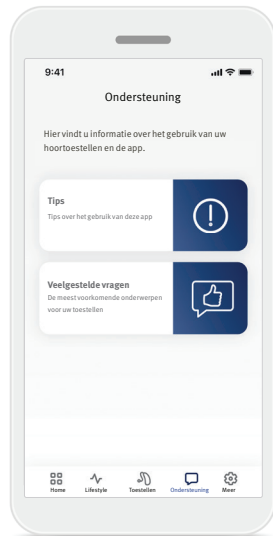 9:41
Ondersteuning
Hier vindt u informatie over het gebruik van uw
hoortoestellen en de app.
Tips
Tips over het gebruik van deze app
Veelgestelde vragen
De meest voorkomende onderwerpen
voor uw toestellen
Home Lifestyle Toestellen Ondersteuning Meer